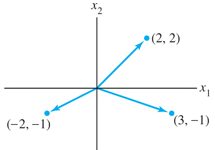 x₂
(2, 2)
x₁
(−2, −1)
(3, −1)